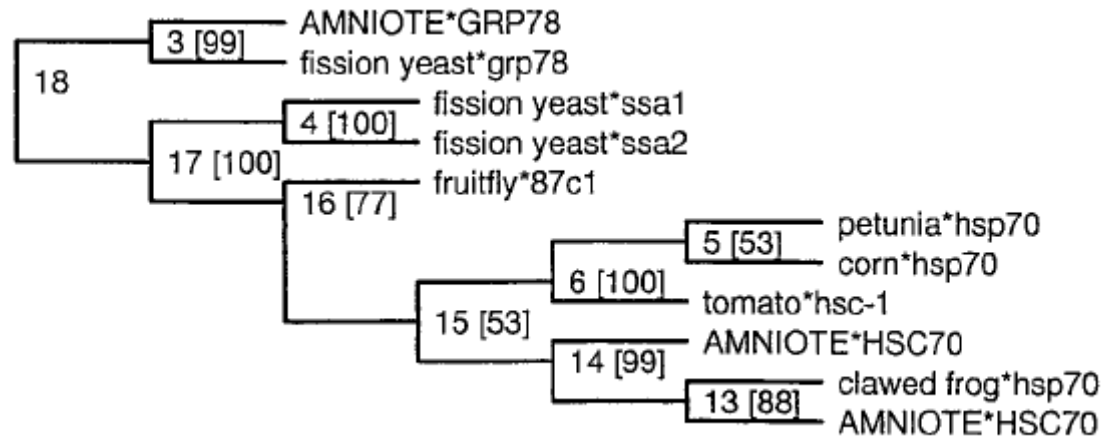 AMNIOTE*GRP78
3 [99]
fission yeast*grp78
18
fission yeast*ssa1
4 [100]
fission yeast*ssa2
17 [100]
fruitfly*87c1
16 [77]
petunia*hsp70
5 [53]
corn*hsp70
6 [100]
tomato*hsc-1
15 [53]
AMNIOTE*HSC70
14 [99]
clawed frog*hsp70
13 [88]
AMNIOTE*HSC70